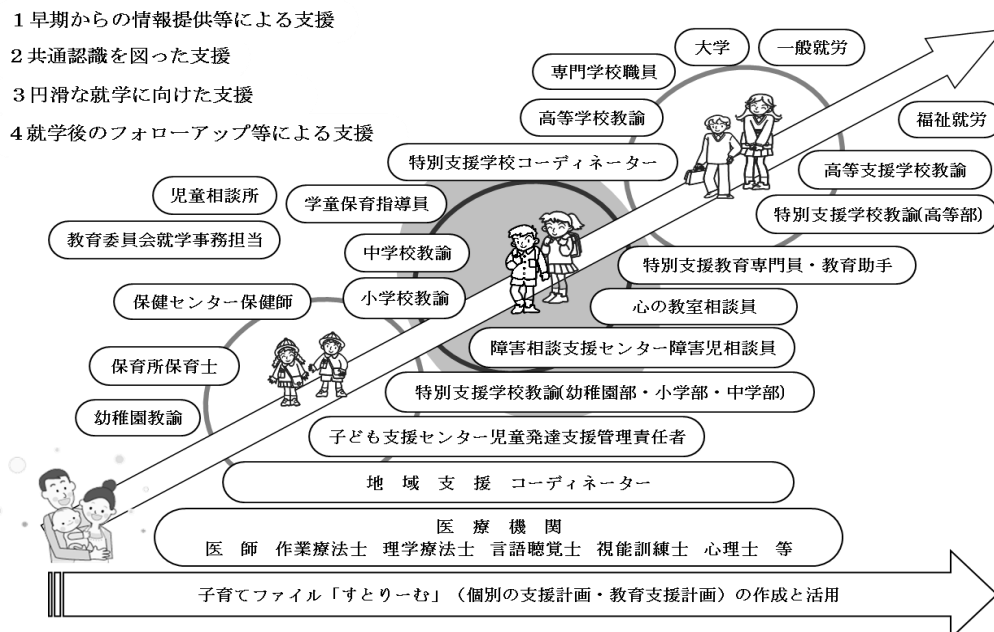 1 早期からの情報提供等による支援
2 共通認識を図った支援
3 円滑な就学に向けた支援
4 就学後のフォローアップ等による支援
大学
一般就労
専門学校職員
高等学校教諭
福祉就労
特別支援学校コーディネーター
高等支援学校教諭
児童相談所
学童保育指導員
特別支援学校教諭(高等部)
教育委員会就学事務担当
中学校教諭
特別支援教育専門員・教育助手
保健センター保健師
小学校教諭
心の教室相談員
障害相談支援センター障害児相談員
保育所保育士
特別支援学校教諭(幼稚園部・小学部・中学部)
幼稚園教諭
子ども支援センター児童発達支援管理責任者
地 域 支 援 コーディネーター
医 療 機 関
医 師 作業療法士 理学療法士 言語聴覚士 視能訓練士 心理士 等
子育てファイル「すとりーむ」(個別の支援計画・教育支援計画)の作成と活用